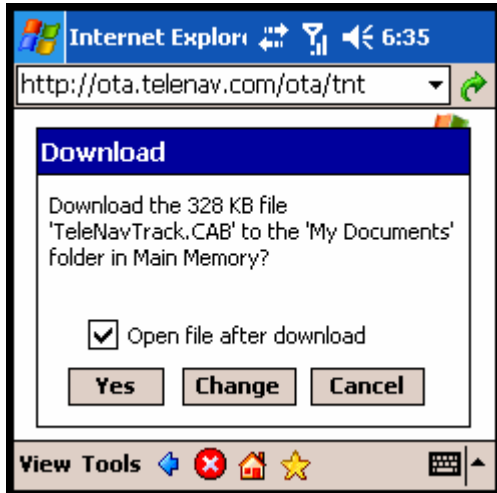 Internet Explor 6:35
http://ota.telenav.com/ota/tnt
Download
Download the 328 KB file
'TeleNavTrack.CAB' to the 'My Documents'
folder in Main Memory?
Open file after download
Yes Change Cancel
View Tools